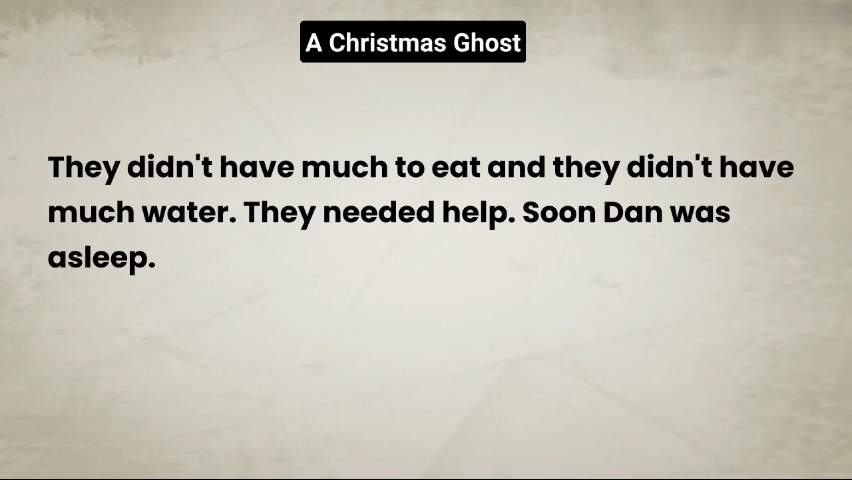 A Christmas Ghost
They didn't have much to eat and they didn't have
much water. They needed help. Soon Dan was
asleep.